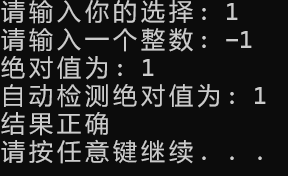 请输入你的选择: 1
请输入一个整数: -1
绝对值为: 1
自动检测绝对值为: 1
结果正确
请按任意键继续. . .